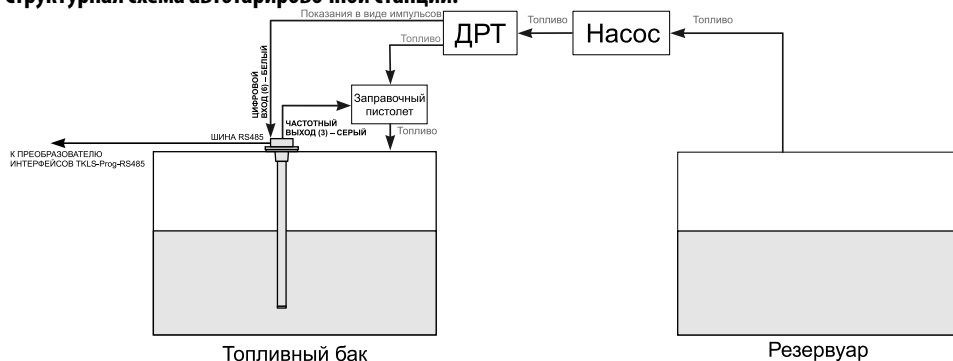 Структурная схема автотарировочной станции:
Показания в виде импульсов
ДРТ
Топливо
Насос
Топливо
Топливо
ЦИФРОВОЙ
ВХОД (6) – БЕЛЫЙ
Заправочный
пистолет
ЧАСТОТНЫЙ
ВЫХОД (3) – СЕРЫЙ
Топливо
ШИНА RS485
К ПРЕОБРАЗОВАТЕЛЮ
ИНТЕРФЕЙСОВ TKLS-Prog-RS485
Топливный бак
Резервуар